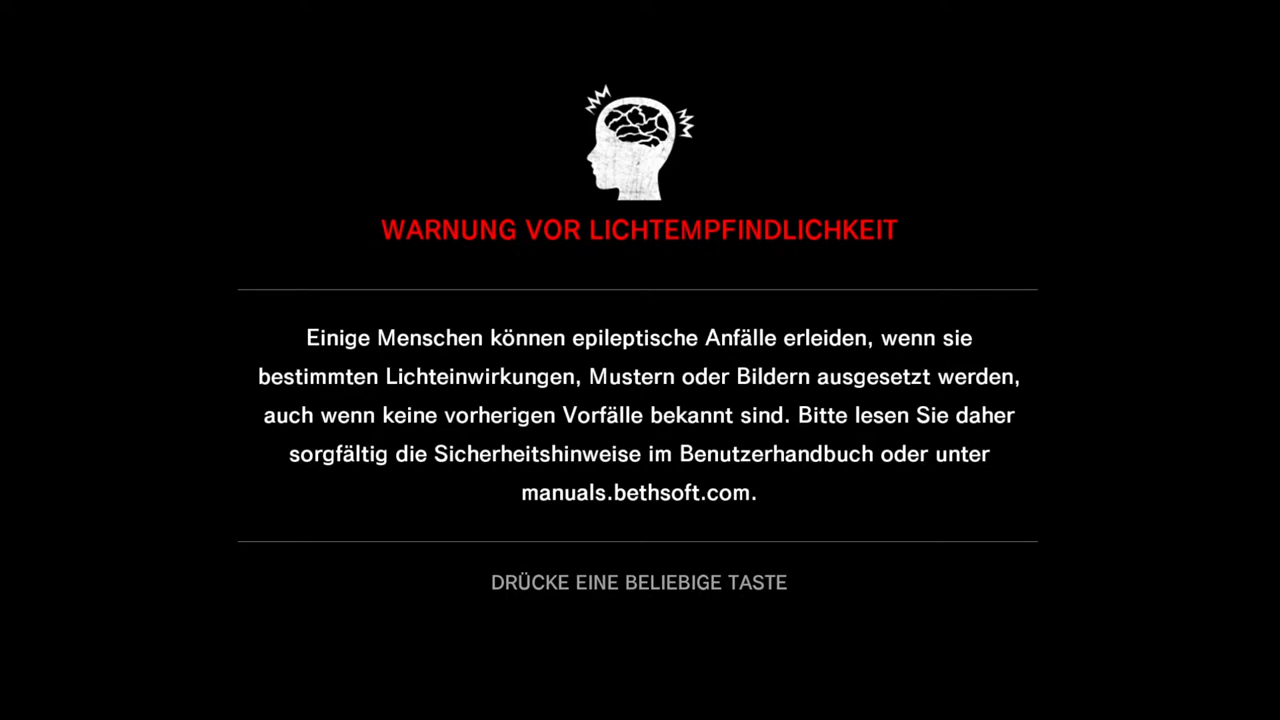 WARNUNG VOR LICHTEMPFINDLICHKEIT
Einige Menschen können epileptische Anfälle erleiden, wenn sie
bestimmten Lichteinwirkungen, Mustern oder Bildern ausgesetzt werden,
auch wenn keine vorherigen Vorfälle bekannt sind. Bitte lesen Sie daher
sorgfältig die Sicherheitshinweise im Benutzerhandbuch oder unter
manuals.bethsoft.com.
DRÜCKE EINE BELIEBIGE TASTE